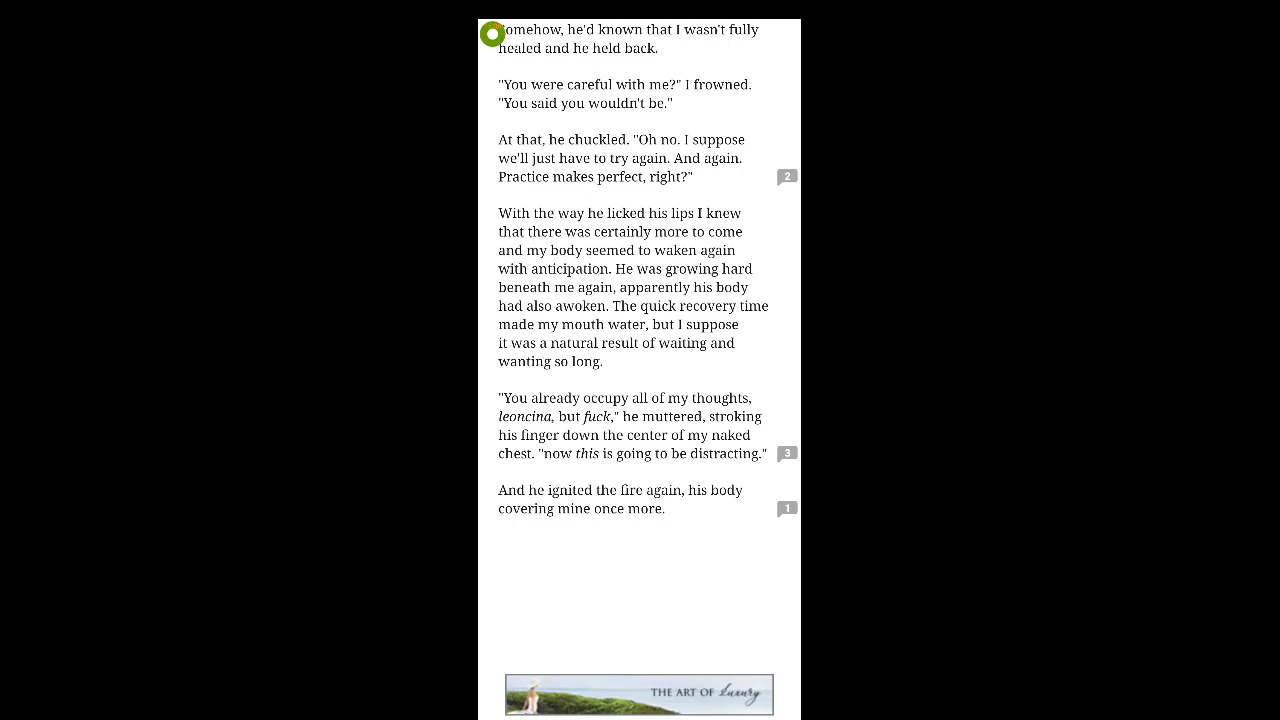 Somehow, he'd known that I wasn't fully
healed and he held back.
"You were careful with me?" I frowned.
"You said you wouldn't be."
At that, he chuckled. "Oh no. I suppose
we'll just have to try again. And again.
Practice makes perfect, right?"
2
With the way he licked his lips I knew
that there was certainly more to come
and my body seemed to waken again
with anticipation. He was growing hard
beneath me again, apparently his body
had also awoken. The quick recovery time
made my mouth water, but I suppose
it was a natural result of waiting and
wanting so long.
"You already occupy all of my thoughts,
leoncina, but fuck," he muttered, stroking
his finger down the center of my naked
chest. "now this is going to be distracting."
3
And he ignited the fire again, his body
covering mine once more.
1
THE ART OF Luxury